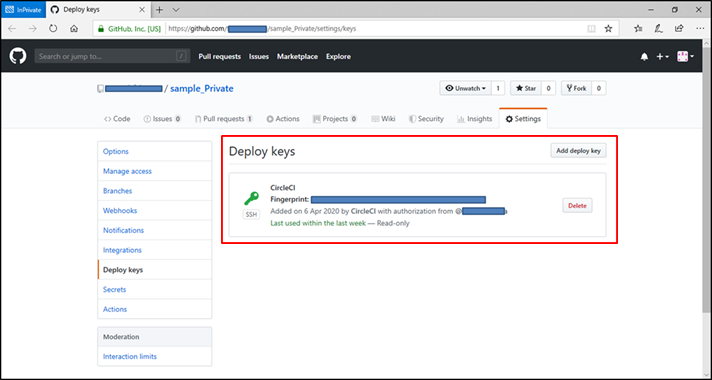 InPrivate
Deploy keys
GitHub, Inc. [US]
https://github.com/
/sample_Private/settings/keys
Search or jump to...
/
Pull requests
Issues
Marketplace
Explore
/ sample_Private
Unwatch
1
Star
0
Fork
0
Code
Issues 0
Pull requests 1
Actions
Projects 0
Wiki
Security
Insights
Settings
Options
Manage access
Branches
Webhooks
Notifications
Integrations
Deploy keys
Secrets
Actions
Moderation
Interaction limits
Deploy keys
Add deploy key
SSH
CircleCI
Fingerprint:
Added on 6 Apr 2020 by CircleCI with authorization from @
Last used within the last week — Read-only
Delete